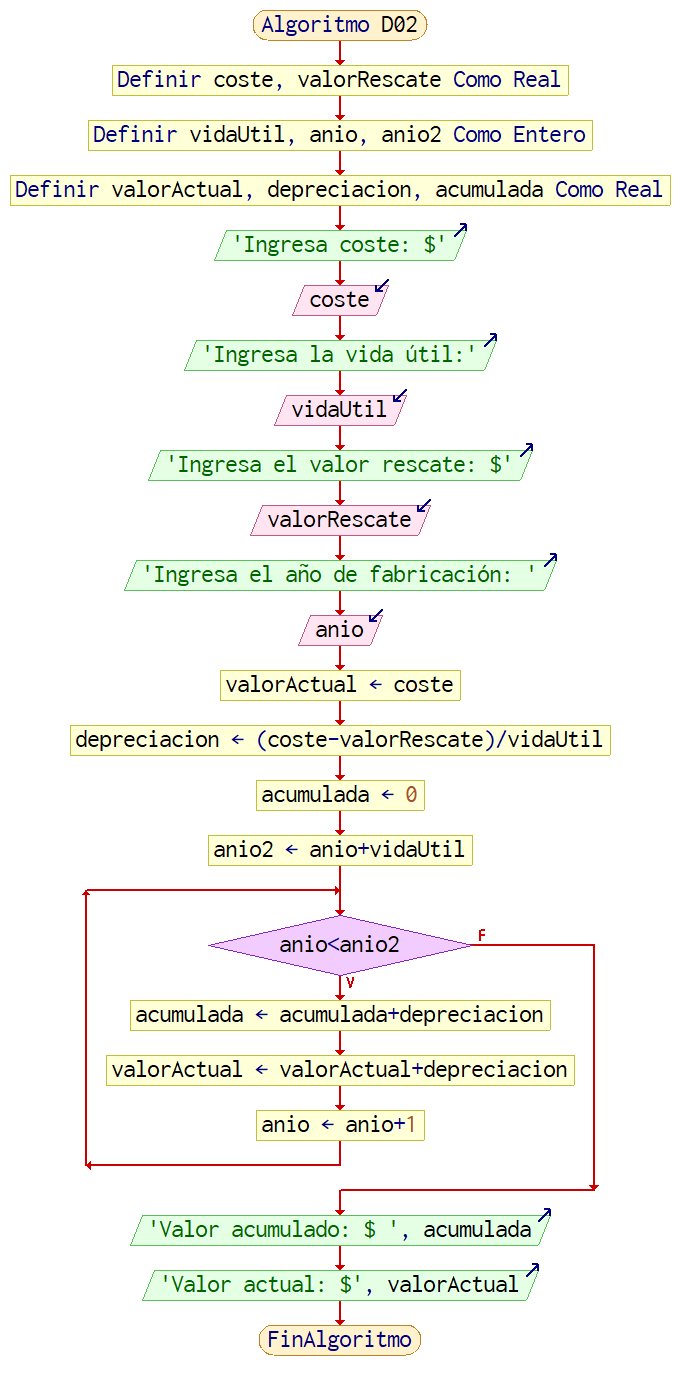 Algoritmo D02
Definir coste, valorRescate Como Real
Definir vidaUtil, anio, anio2 Como Entero
Definir valorActual, depreciacion, acumulada Como Real
'Ingresa coste: $'
coste
'Ingresa la vida útil:'
vidaUtil
'Ingresa el valor rescate: $'
valorRescate
'Ingresa el año de fabricación: '
anio
valorActual ← coste
depreciacion ← (coste-valorRescate)/vidaUtil
acumulada ← 0
anio2 ← anio+vidaUtil
anio<anio2
F
V
acumulada ← acumulada+depreciacion
valorActual ← valorActual+depreciacion
anio ← anio+1
'Valor acumulado: $ ', acumulada
'Valor actual: $', valorActual
FinAlgoritmo